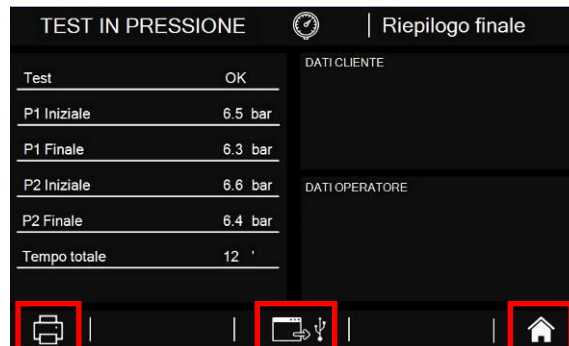 TEST IN PRESSIONE
Riepilogo finale
Test OK
P1 Iniziale 6.5 bar
P1 Finale 6.3 bar
P2 Iniziale 6.6 bar
P2 Finale 6.4 bar
Tempo totale 12 '
DATI CLIENTE
DATI OPERATORE